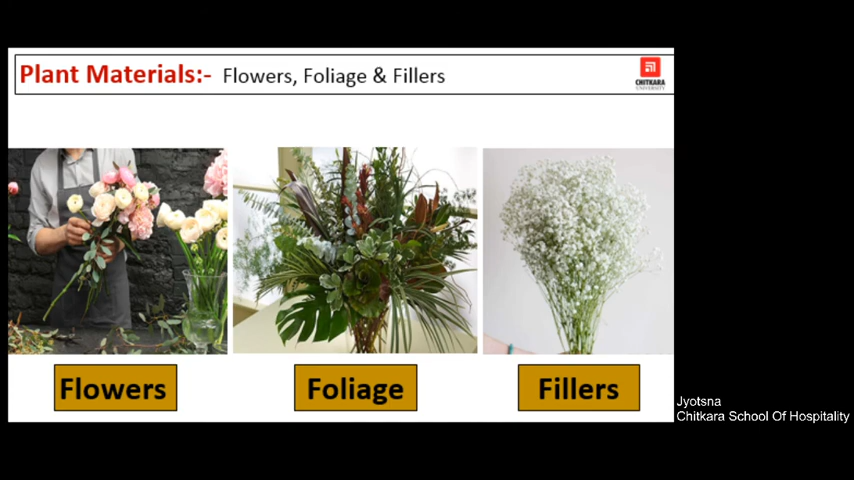 Plant Materials:- Flowers, Foliage & Fillers
CHITKARA
UNIVERSITY
Flowers
Foliage
Fillers
Jyotsna
Chitkara School Of Hospitality